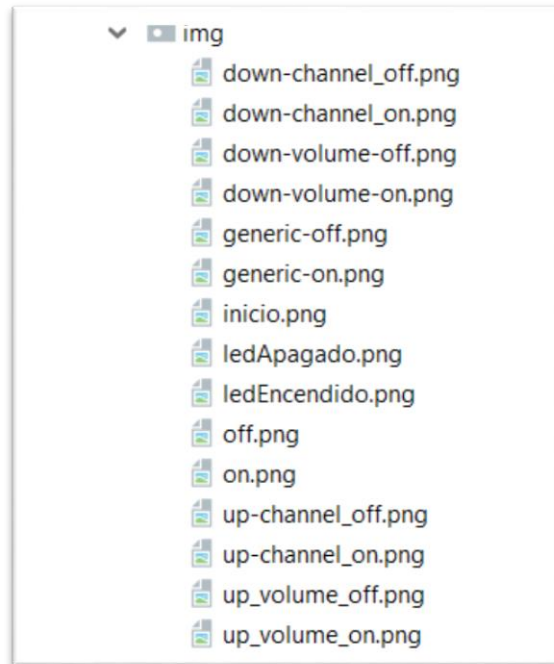 img
down-channel_off.png
down-channel_on.png
down-volume-off.png
down-volume-on.png
generic-off.png
generic-on.png
inicio.png
ledApagado.png
ledEncendido.png
off.png
on.png
up-channel_off.png
up-channel_on.png
up_volume_off.png
up_volume_on.png